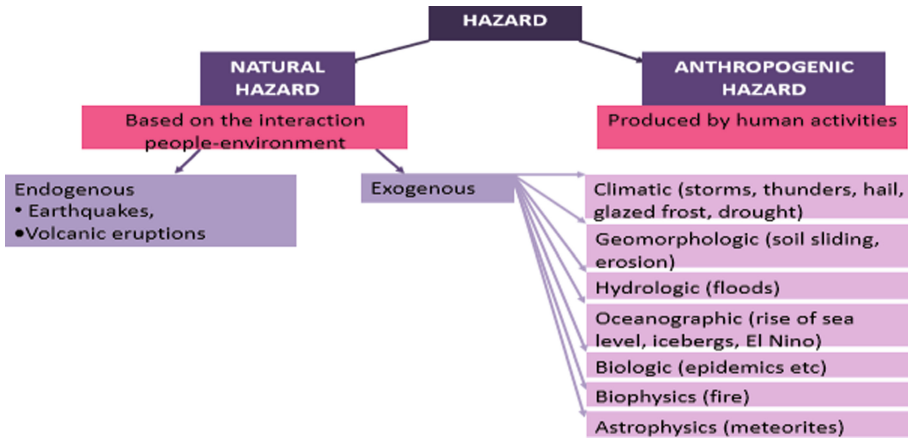 HAZARD
NATURAL
HAZARD
ANTHROPOGENIC
HAZARD
Based on the interaction
people-environment
Produced by human activities
Endogenous
• Earthquakes,
•Volcanic eruptions
Exogenous
Climatic (storms, thunders, hail,
glazed frost, drought)
Geomorphologic (soil sliding,
erosion)
Hydrologic (floods)
Oceanographic (rise of sea
level, icebergs, El Nino)
Biologic (epidemics etc)
Biophysics (fire)
Astrophysics (meteorites)